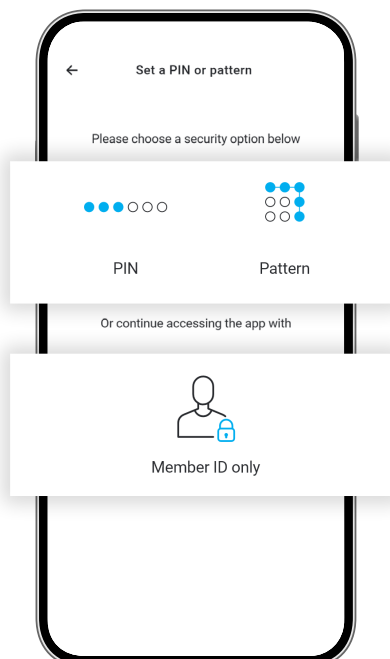 Set a PIN or pattern
Please choose a security option below
PIN
Pattern
Or continue accessing the app with
Member ID only